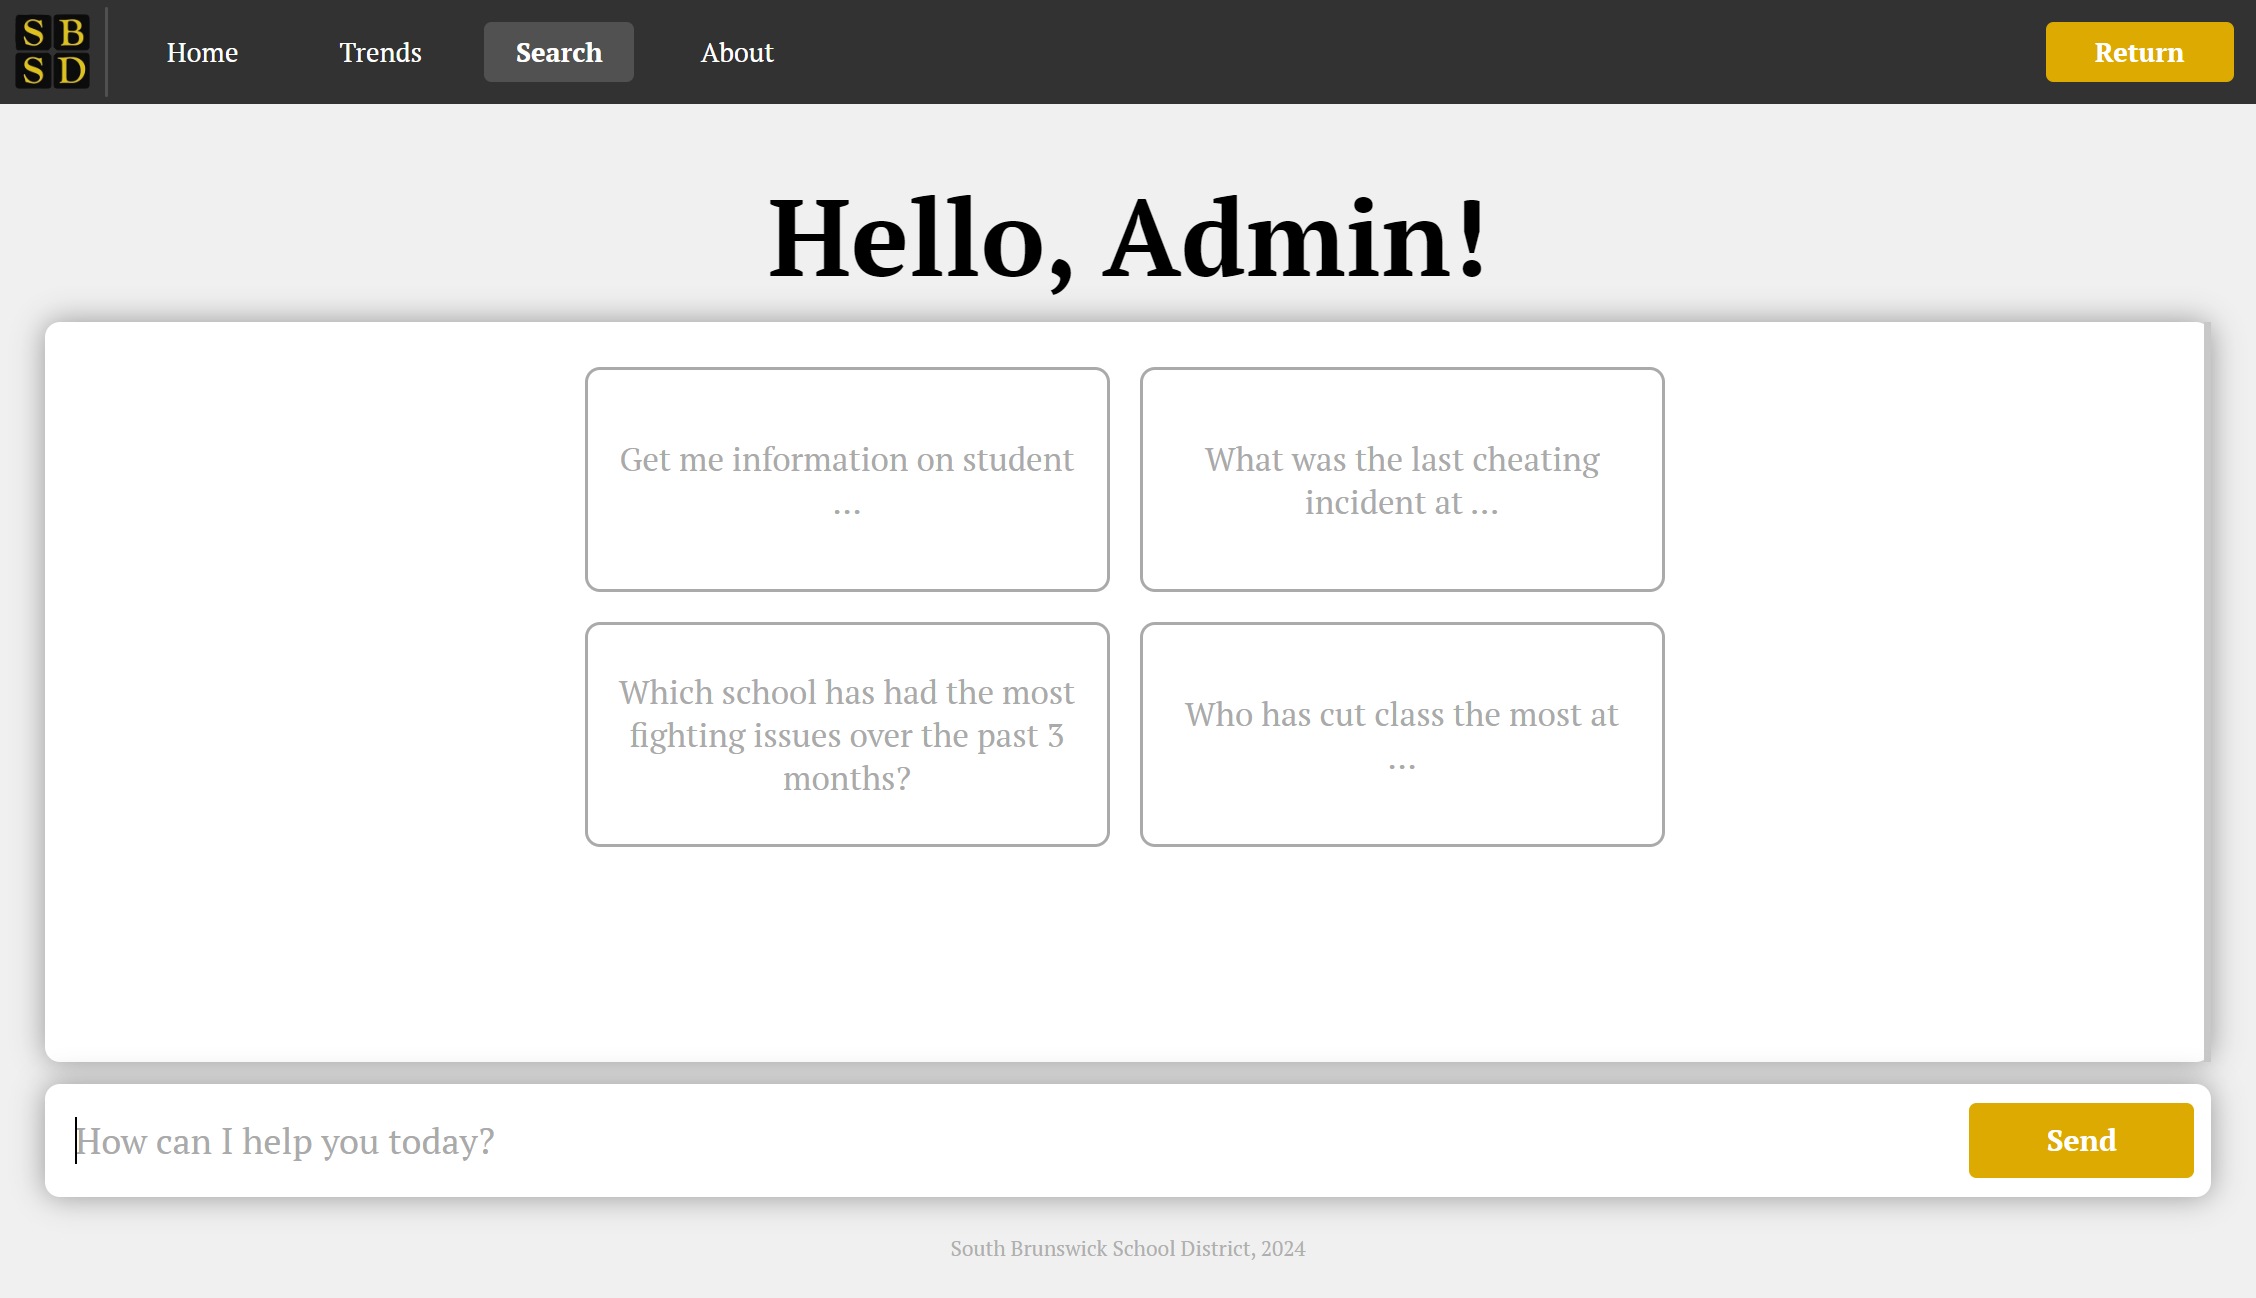 S B
S D
Home Trends Search About Return
Hello, Admin!
Get me information on student
...
What was the last cheating
incident at ...
Which school has had the most
fighting issues over the past 3
months?
Who has cut class the most at
...
How can I help you today?
Send
South Brunswick School District, 2024